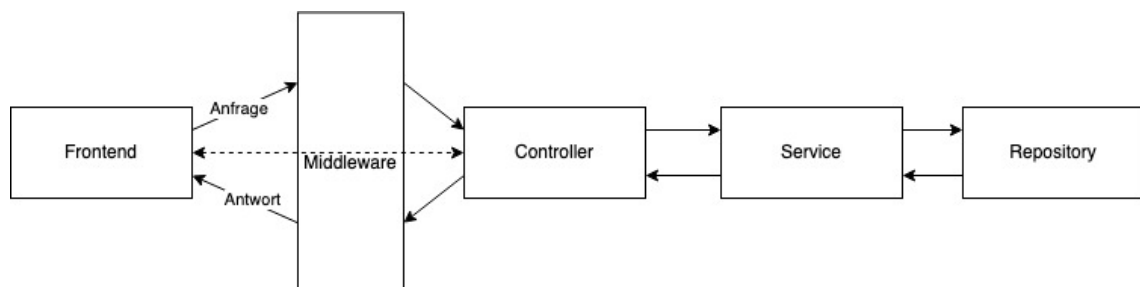 Anfrage
Frontend
Middleware
Controller
Service
Repository
Antwort